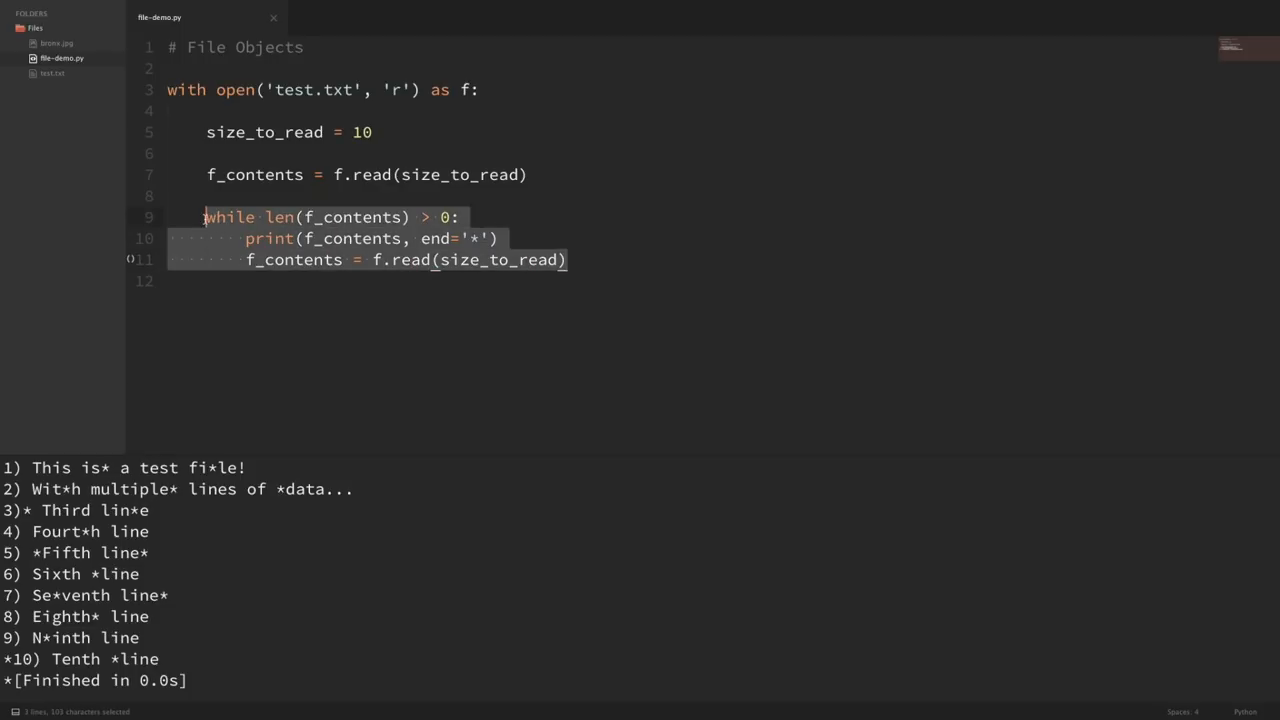 FOLDERS
Files
bronx.jpg
file-demo.py
test.txt
file-demo.py
1 # File Objects
2
3 with open('test.txt', 'r') as f:
4
5 size_to_read = 10
6
7 f_contents = f.read(size_to_read)
8
9 while len(f_contents) > 0:
10 print(f_contents, end='*')
11 f_contents = f.read(size_to_read)
12
1) This is* a test fi*le!
2) Wit*h multiple* lines of *data...
3)* Third lin*e
4) Fourt*h line
5) *Fifth line*
6) Sixth *line
7) Se*venth line*
8) Eighth* line
9) N*inth line
*10) Tenth *line
*[Finished in 0.0s]
3 lines, 103 characters selected
Spaces: 4
Python